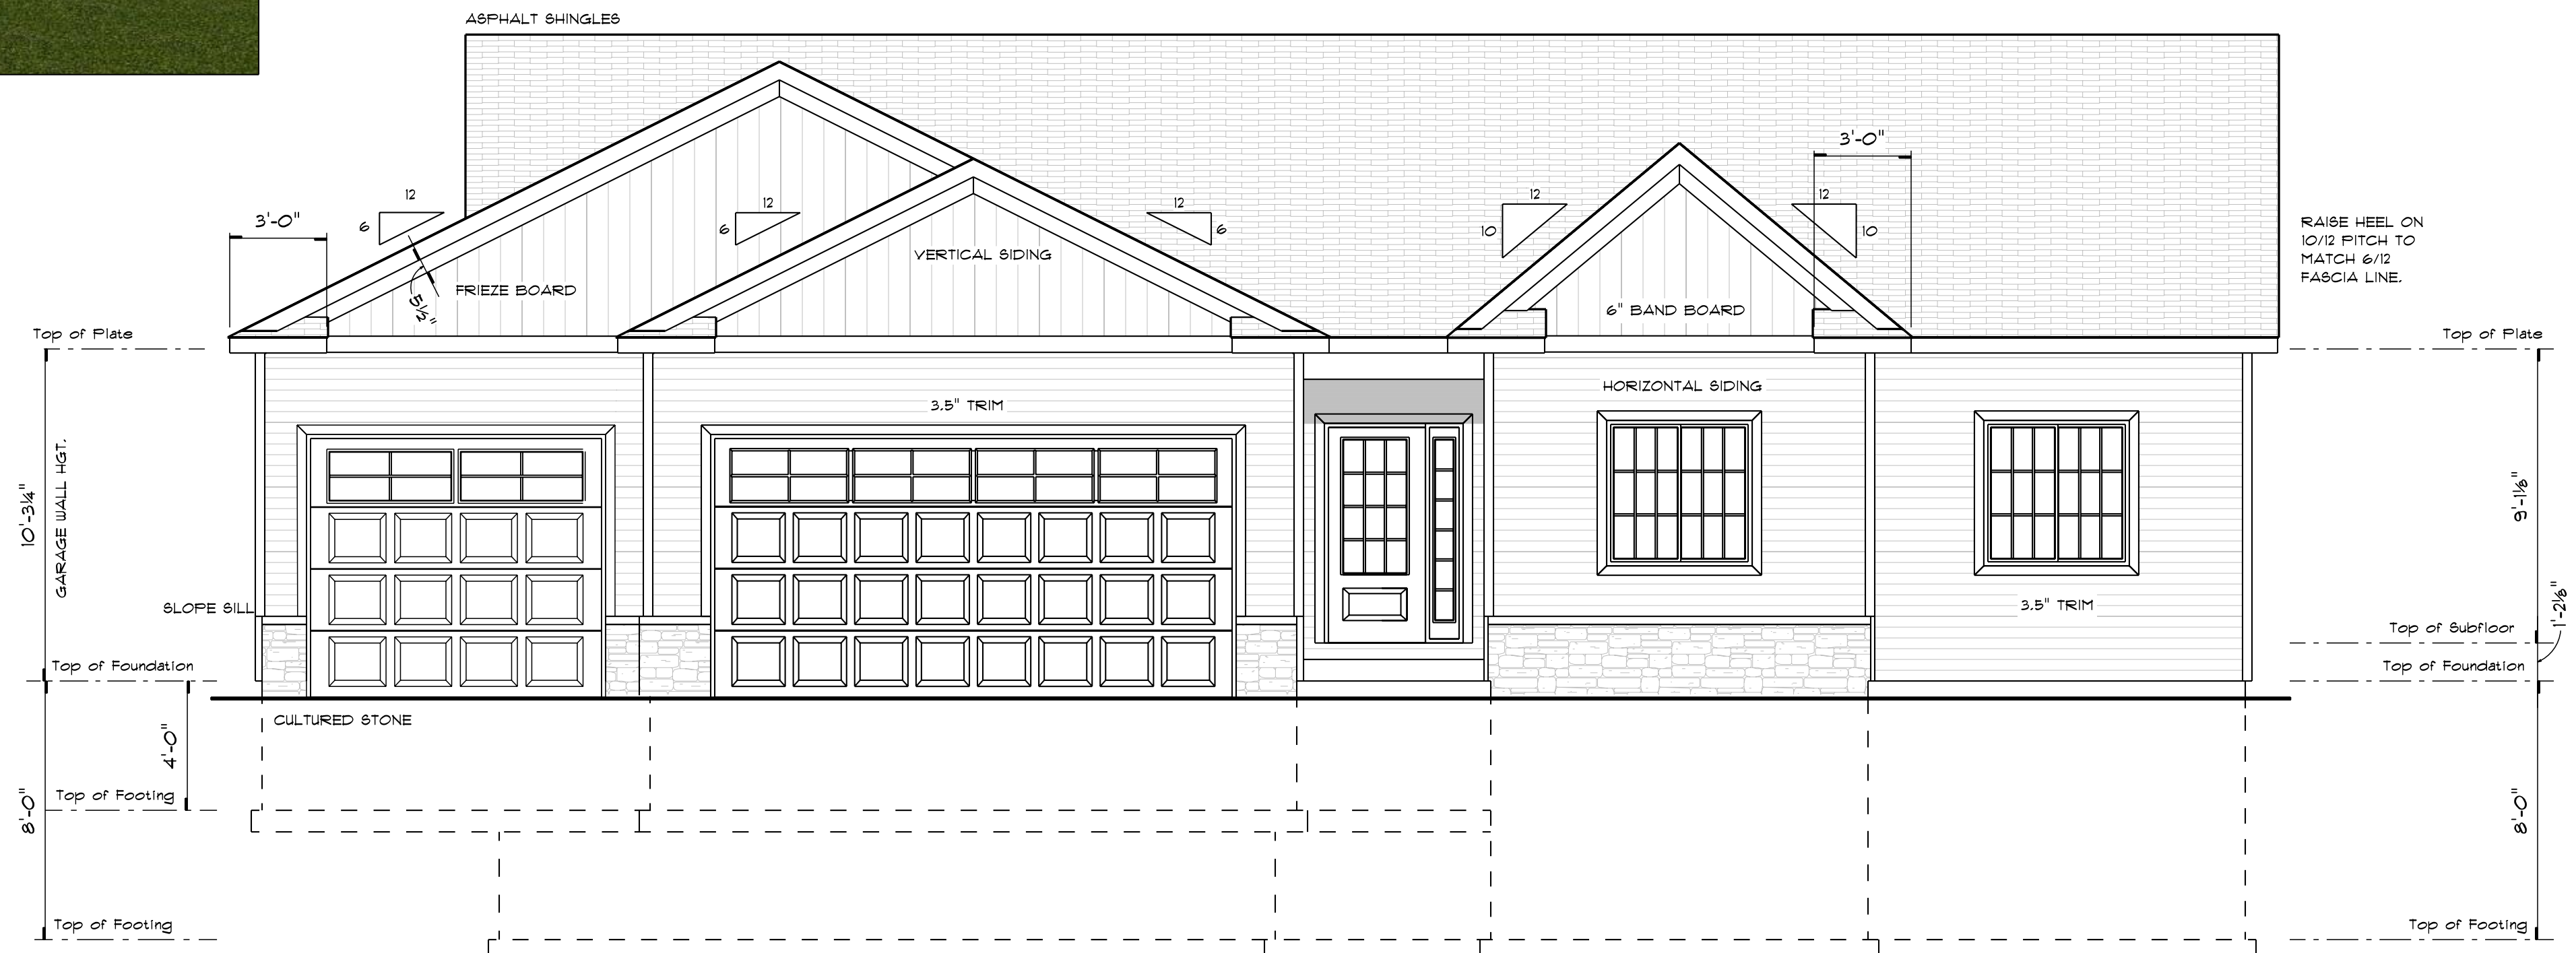 ASPHALT SHINGLES
3'-0"
12
6
12
6
12
6
12
10
3'-0"
12
10
FRIEZE BOARD
5½"
VERTICAL SIDING
6" BAND BOARD
RAISE HEEL ON
10/12 PITCH TO
MATCH 6/12
FASCIA LINE.
Top of Plate
Top of Plate
HORIZONTAL SIDING
3.5" TRIM
10'-3¼"
GARAGE WALL HGT.
9'-1⅛"
SLOPE SILL
3.5" TRIM
1'-2⅛"
Top of Subfloor
Top of Foundation
Top of Foundation
CULTURED STONE
4'-0"
8'-0"
8'-0"
Top of Footing
Top of Footing
Top of Footing